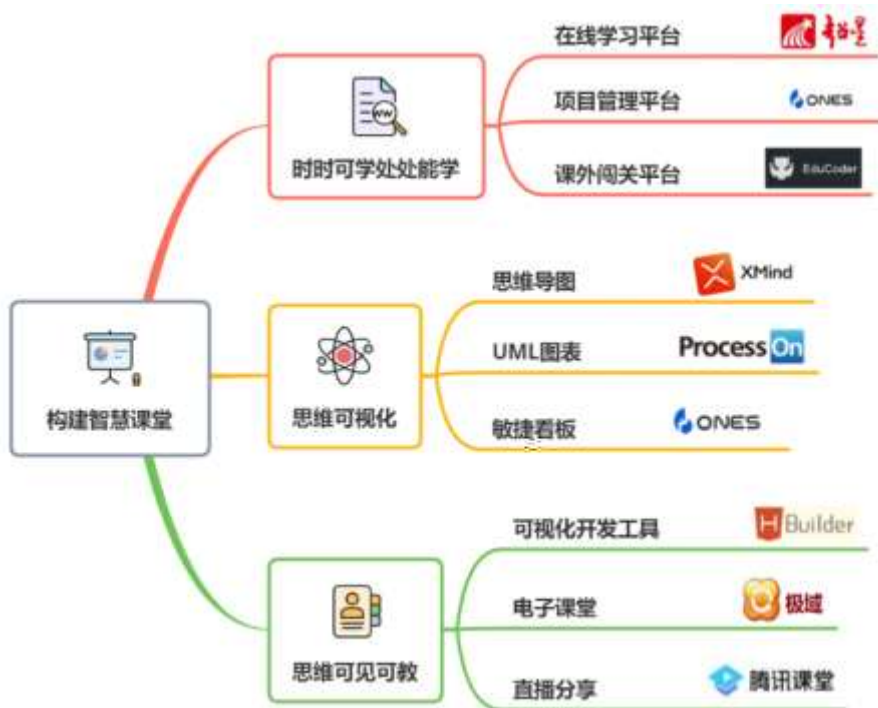 在线学习平台
项目管理平台
ONES
课外闯关平台
EduCoder
时时可学处处能学
思维导图
XMind
UML图表
ProcessOn
敏捷看板
ONES
构建智慧课堂
思维可视化
可视化开发工具
HBuilder
电子课堂
极域
直播分享
腾讯课堂
思维可见可教